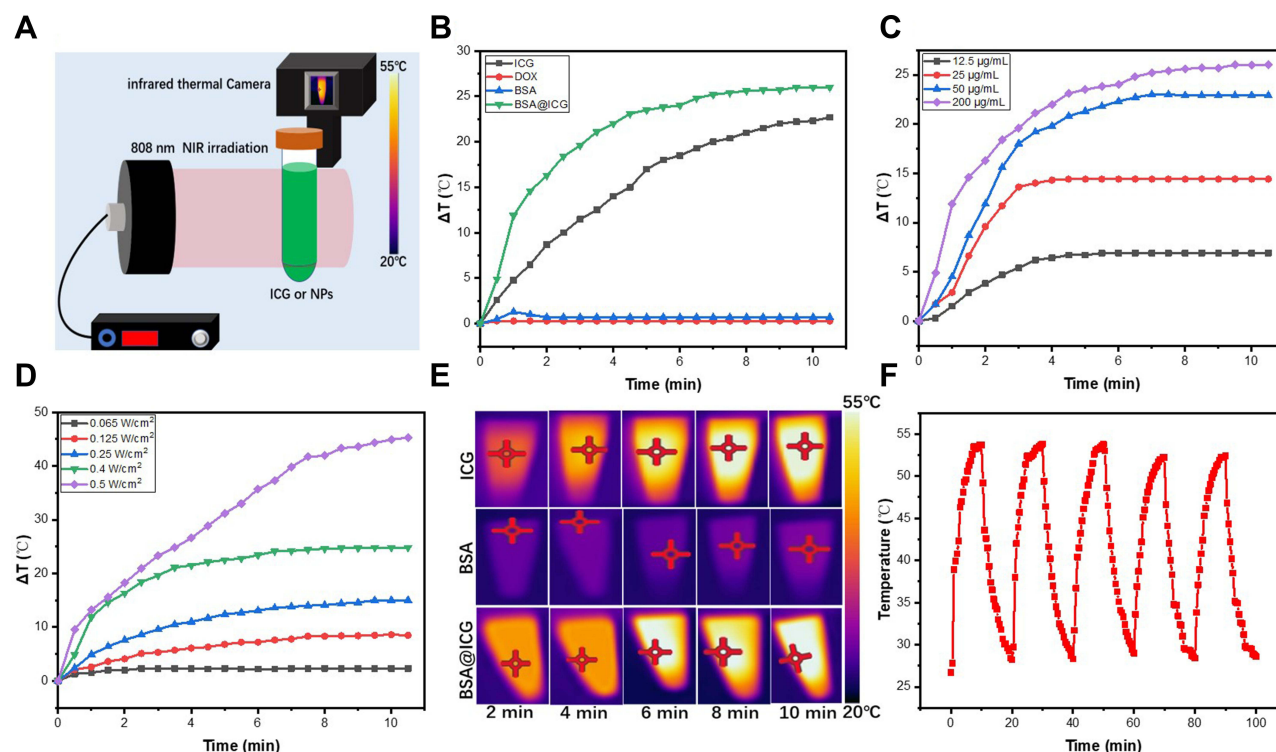 A
infrared thermal Camera
55℃
808 nm NIR irradiation
20℃
ICG or NPs
B
ICG
DOX
BSA
BSA@ICG
30
25
20
15
10
5
0
ΔT (℃)
0 2 4 6 8 10
Time (min)
C
12.5 µg/mL
25 µg/mL
50 µg/mL
200 µg/mL
25
20
15
10
5
0
ΔT (℃)
0 2 4 6 8 10
Time (min)
D
0.065 W/cm²
0.125 W/cm²
0.25 W/cm²
0.4 W/cm²
0.5 W/cm²
50
40
30
20
10
0
ΔT (℃)
0 2 4 6 8 10
Time (min)
E
55℃
ICG
BSA
BSA@ICG
2 min 4 min 6 min 8 min 10 min
20℃
F
55
50
45
40
35
30
25
Temperature (℃)
0 20 40 60 80 100
Time (min)